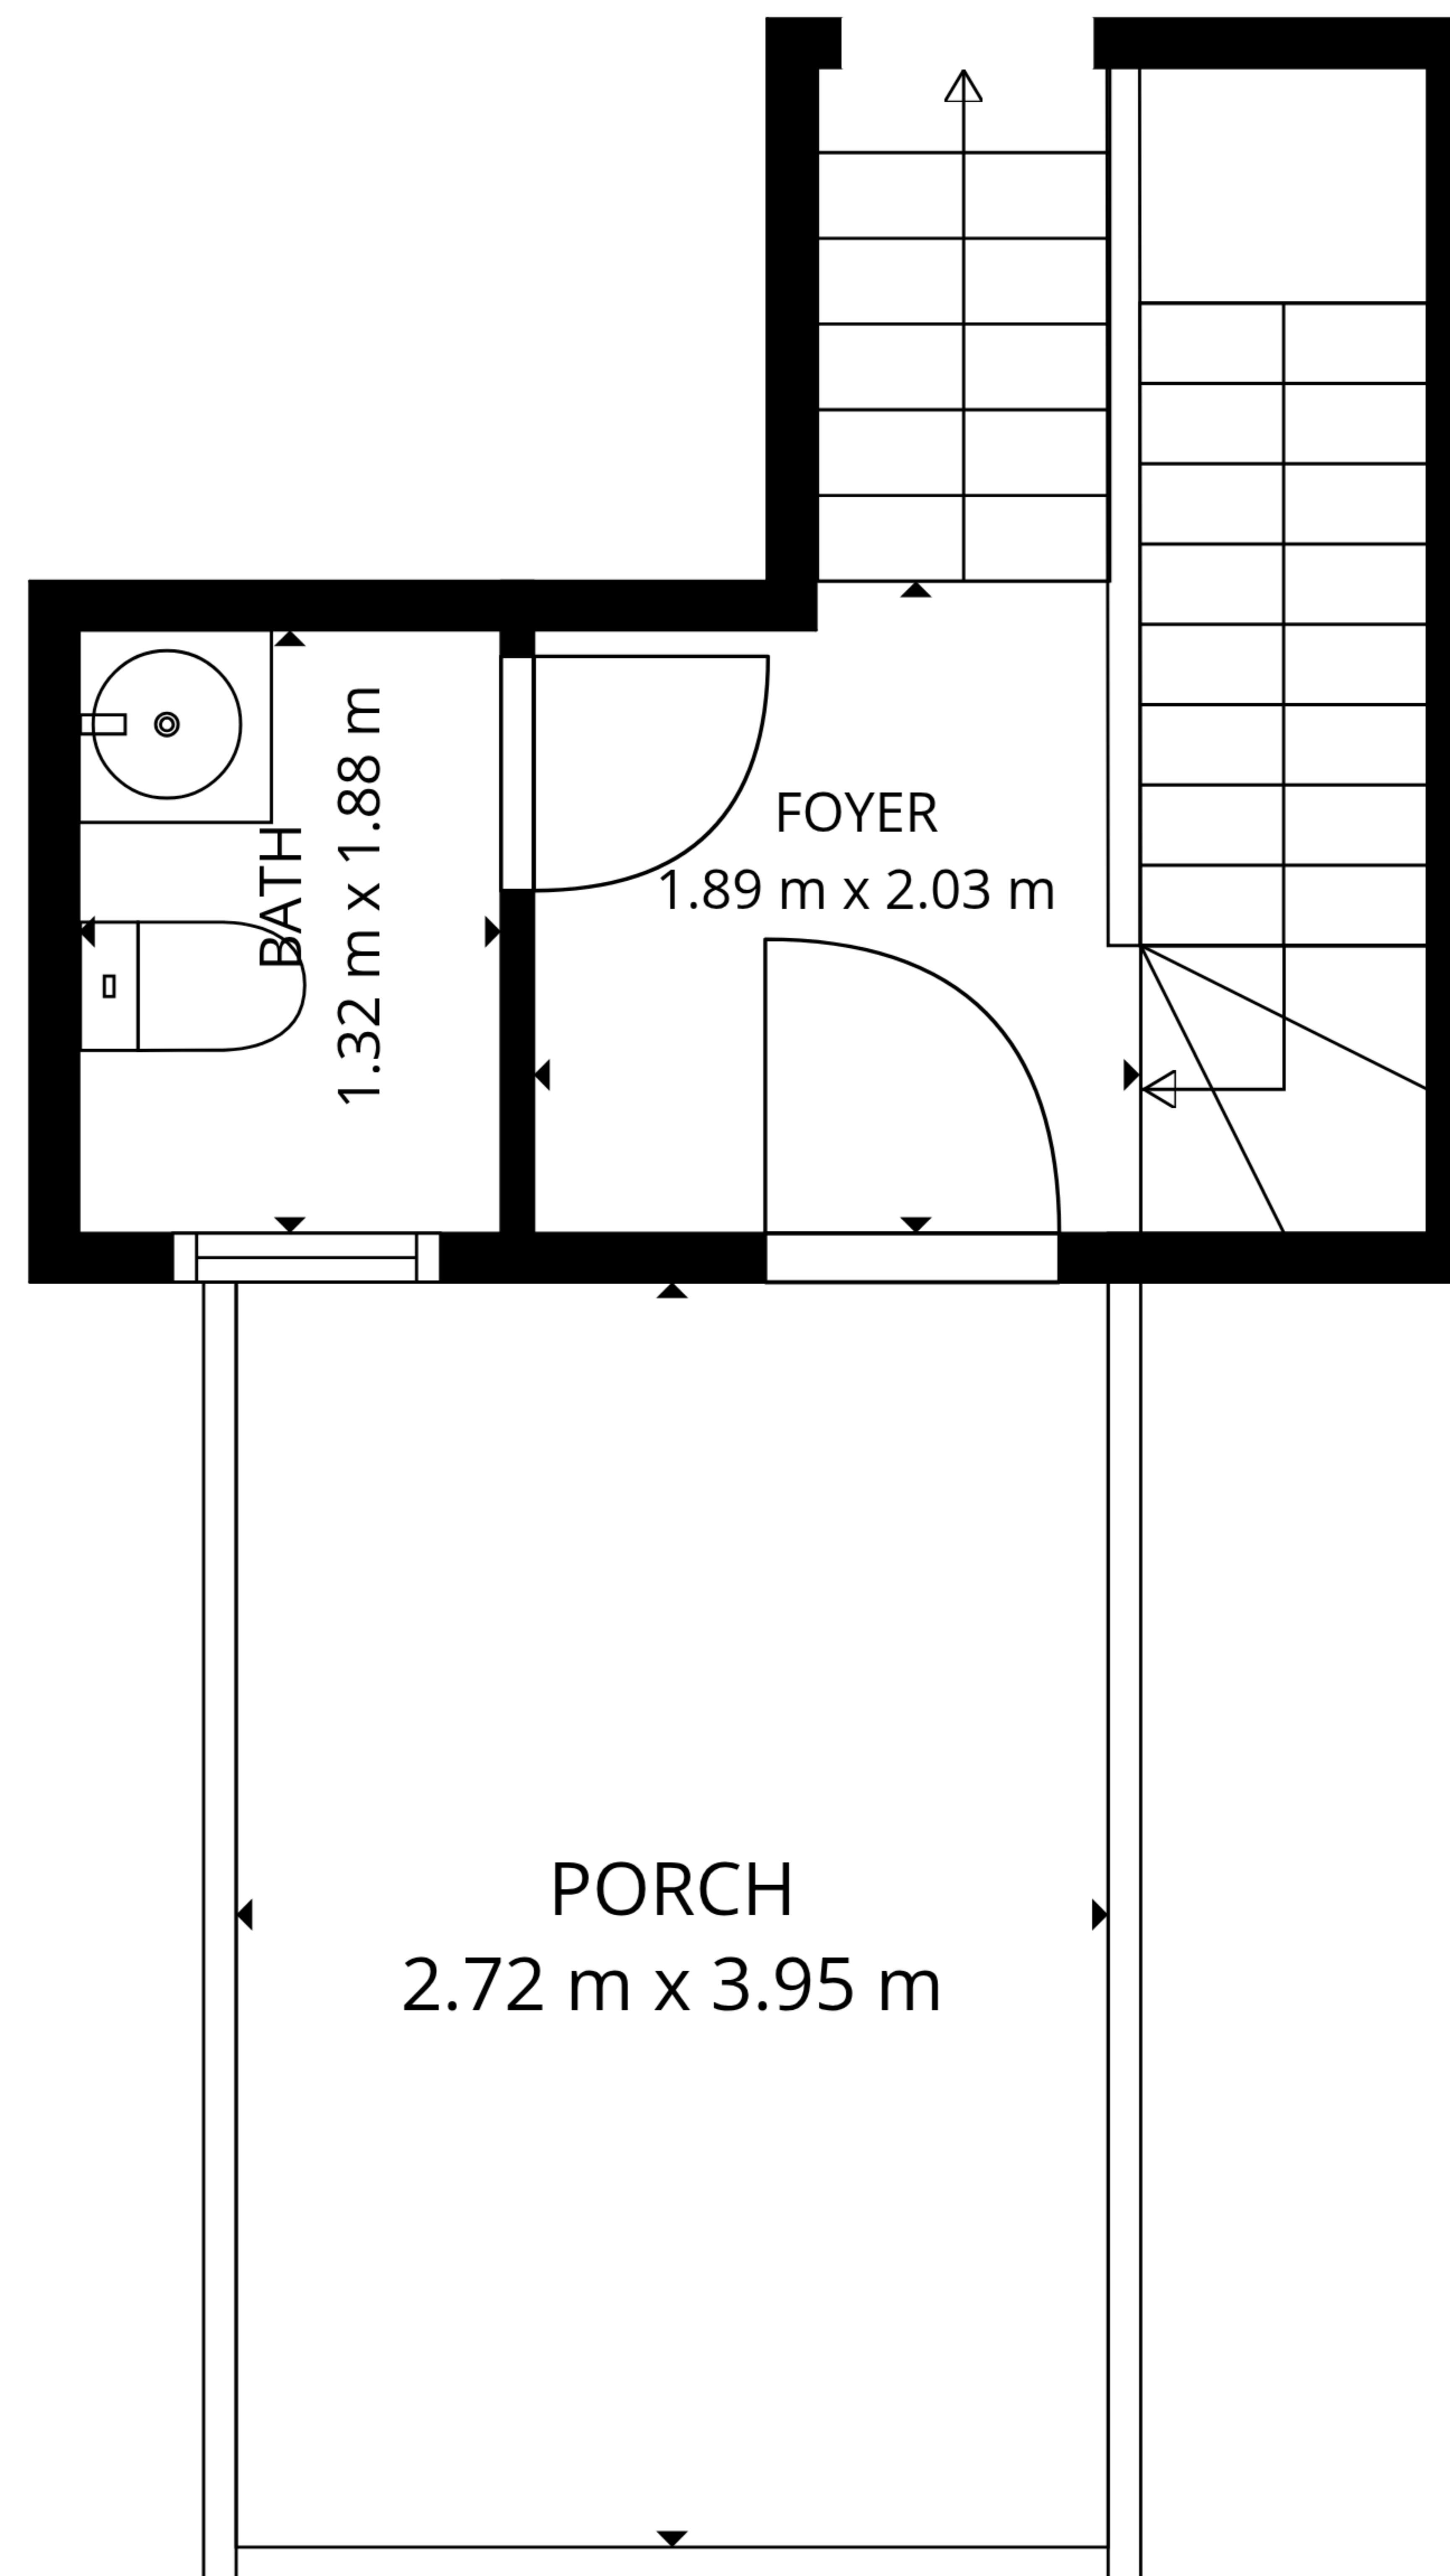 FOYER
1.89 m x 2.03 m
BATH
1.32 m x 1.88 m
PORCH
2.72 m x 3.95 m